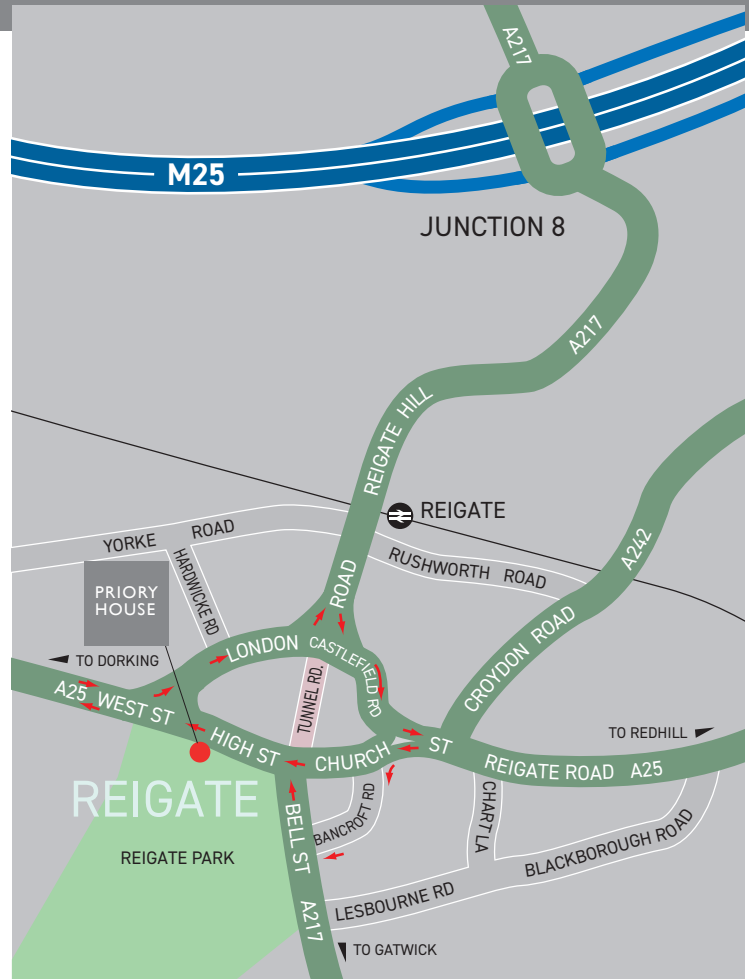 A217
M25
JUNCTION 8
A217
REIGATE HILL
REIGATE
A242
YORKE ROAD
HARDWICKE RD
RUSHWORTH ROAD
PRIORY
HOUSE
ROAD
LONDON
CASTLEFIELD RD
CROYDON ROAD
TO DORKING
A25 WEST ST
TUNNEL RD.
HIGH ST
CHURCH ST
TO REDHILL
REIGATE ROAD A25
REIGATE
REIGATE PARK
BELL ST
BANCROFT RD
CHART LA
BLACKBOROUGH ROAD
LESBOURNE RD
A217
TO GATWICK